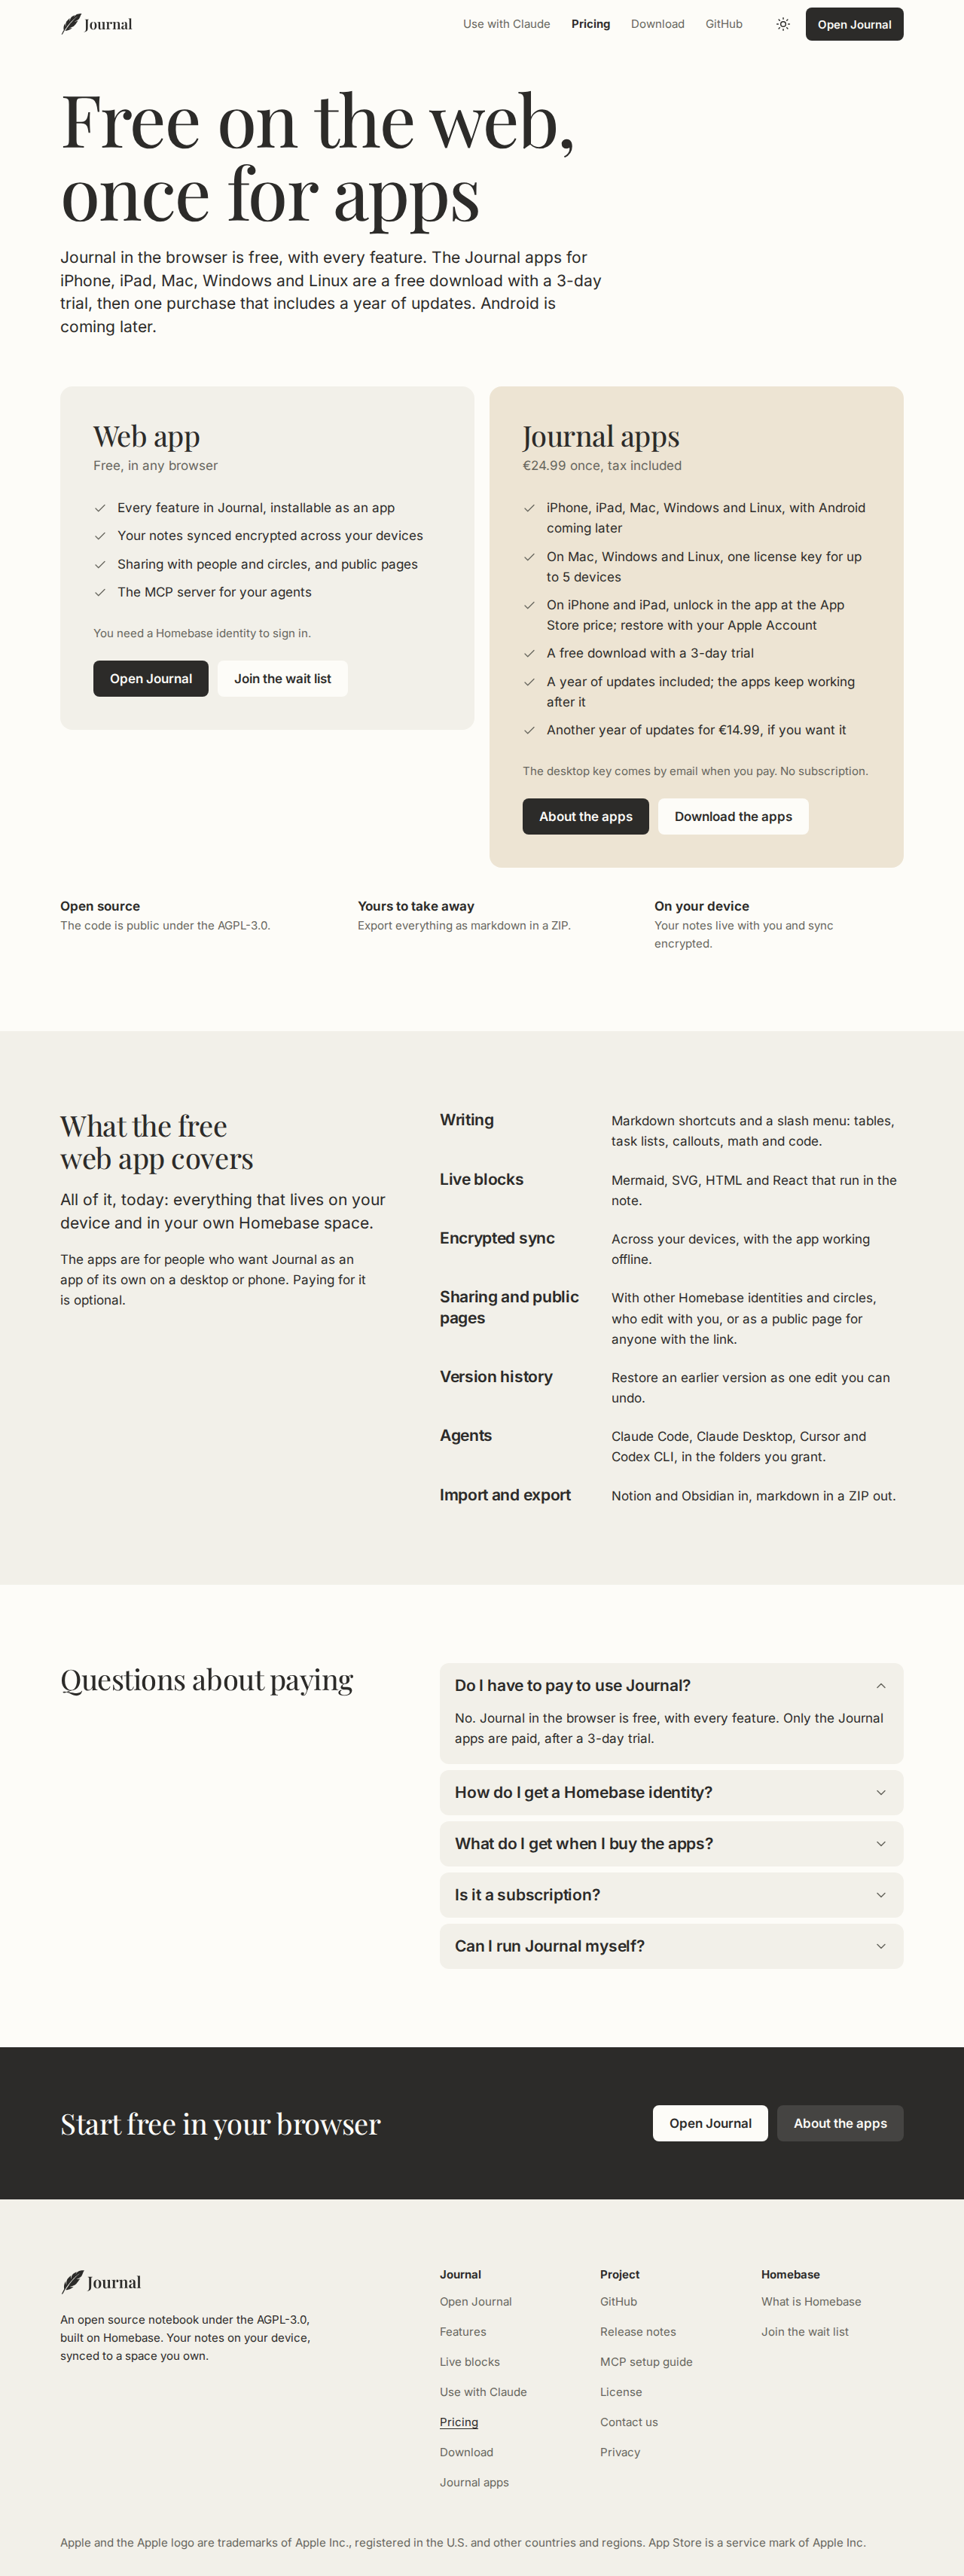 Journal
Use with Claude
Pricing
Download
GitHub
Open Journal
Free on the web,
once for apps
Journal in the browser is free, with every feature. The Journal apps for
iPhone, iPad, Mac, Windows and Linux are a free download with a 3-day
trial, then one purchase that includes a year of updates. Android is
coming later.
Web app
Free, in any browser
Every feature in Journal, installable as an app
Your notes synced encrypted across your devices
Sharing with people and circles, and public pages
The MCP server for your agents
You need a Homebase identity to sign in.
Open Journal
Join the wait list
Journal apps
€24.99 once, tax included
iPhone, iPad, Mac, Windows and Linux, with Android
coming later
On Mac, Windows and Linux, one license key for up
to 5 devices
On iPhone and iPad, unlock in the app at the App
Store price; restore with your Apple Account
A free download with a 3-day trial
A year of updates included; the apps keep working
after it
Another year of updates for €14.99, if you want it
The desktop key comes by email when you pay. No subscription.
About the apps
Download the apps
Open source
The code is public under the AGPL-3.0.
Yours to take away
Export everything as markdown in a ZIP.
On your device
Your notes live with you and sync
encrypted.
What the free
web app covers
All of it, today: everything that lives on your
device and in your own Homebase space.
The apps are for people who want Journal as an
app of its own on a desktop or phone. Paying for it
is optional.
Writing
Markdown shortcuts and a slash menu: tables,
task lists, callouts, math and code.
Live blocks
Mermaid, SVG, HTML and React that run in the
note.
Encrypted sync
Across your devices, with the app working
offline.
Sharing and public
pages
With other Homebase identities and circles,
who edit with you, or as a public page for
anyone with the link.
Version history
Restore an earlier version as one edit you can
undo.
Agents
Claude Code, Claude Desktop, Cursor and
Codex CLI, in the folders you grant.
Import and export
Notion and Obsidian in, markdown in a ZIP out.
Questions about paying
Do I have to pay to use Journal?
No. Journal in the browser is free, with every feature. Only the Journal
apps are paid, after a 3-day trial.
How do I get a Homebase identity?
What do I get when I buy the apps?
Is it a subscription?
Can I run Journal myself?
Start free in your browser
Open Journal
About the apps
Journal
An open source notebook under the AGPL-3.0,
built on Homebase. Your notes on your device,
synced to a space you own.
Journal
Open Journal
Features
Live blocks
Use with Claude
Pricing
Download
Journal apps
Project
GitHub
Release notes
MCP setup guide
License
Contact us
Privacy
Homebase
What is Homebase
Join the wait list
Apple and the Apple logo are trademarks of Apple Inc., registered in the U.S. and other countries and regions. App Store is a service mark of Apple Inc.